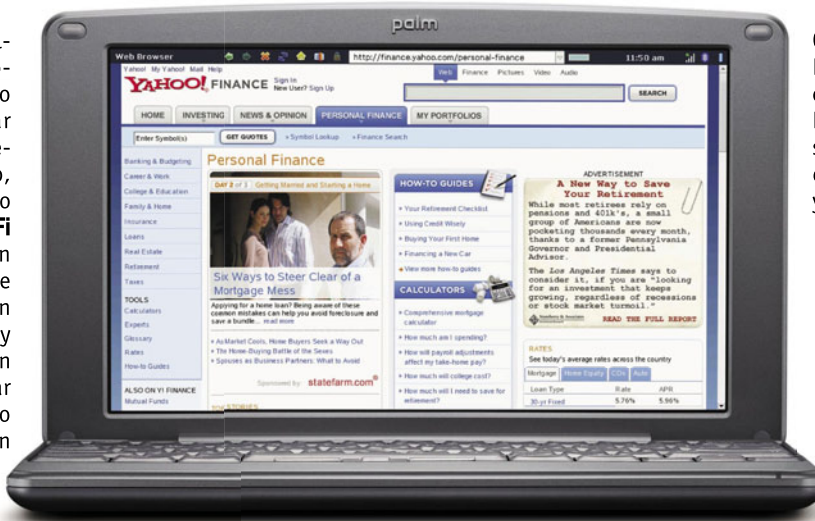 palm
Web Browser
http://finance.yahoo.com/personal-finance
11:50 am
Yahoo! My Yahoo! Mail Help
YAHOO! FINANCE
Sign In
New User? Sign Up
Web Finance Pictures Video Audio
SEARCH
HOME INVESTING NEWS & OPINION PERSONAL FINANCE MY PORTFOLIOS
Enter Symbol(s) GET QUOTES » Symbol Lookup » Finance Search
Banking & Budgeting
Career & Work
College & Education
Family & Home
Insurance
Loans
Real Estate
Retirement
Taxes
TOOLS
Calculators
Experts
Glossary
Rates
How-to Guides
ALSO ON Y! FINANCE
Mutual Funds
Personal Finance
DAY 2 of 3 | Getting Married and Starting a Home
Six Ways to Steer Clear of a
Mortgage Mess
Applying for a home loan? Being aware of these
common mistakes can help you avoid foreclosure and
save a bundle... read more
» As Market Cools, Home Buyers Seek a Way Out
» The Home-Buying Battle of the Sexes
» Spouses as Business Partners: What to Avoid
Sponsored by: statefarm.com®
TOP STORIES
HOW-TO GUIDES
» Your Retirement Checklist
» Using Credit Wisely
» Buying Your First Home
» Financing a New Car
View more how-to guides
CALCULATORS
» Comprehensive mortgage
calculator
» How much am I spending?
» How will payroll adjustments
affect my take-home pay?
» How much will college cost?
» How much will I need to save for
retirement?
ADVERTISEMENT
A New Way to Save
Your Retirement
While most retirees rely on
pensions and 401k's, a small
group of Americans are now
pocketing thousands every month,
thanks to a former Pennsylvania
Governor and Presidential
Advisor.
The Los Angeles Times says to
consider it, if you are "looking
for an investment that keeps
growing, regardless of recessions
or stock market turmoil."
READ THE FULL REPORT
RATES
See today's average rates across the country
Mortgage Home Equity CDs Auto
Loan Type Rate APR
30-yr Fixed 5.76% 5.96%
Fi